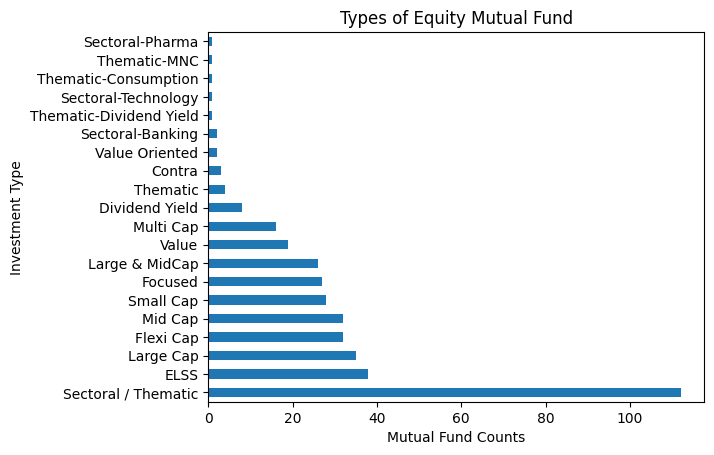 Types of Equity Mutual Fund
Investment Type
Sectoral-Pharma
Thematic-MNC
Thematic-Consumption
Sectoral-Technology
Thematic-Dividend Yield
Sectoral-Banking
Value Oriented
Contra
Thematic
Dividend Yield
Multi Cap
Value
Large & MidCap
Focused
Small Cap
Mid Cap
Flexi Cap
Large Cap
ELSS
Sectoral / Thematic
0 20 40 60 80 100
Mutual Fund Counts